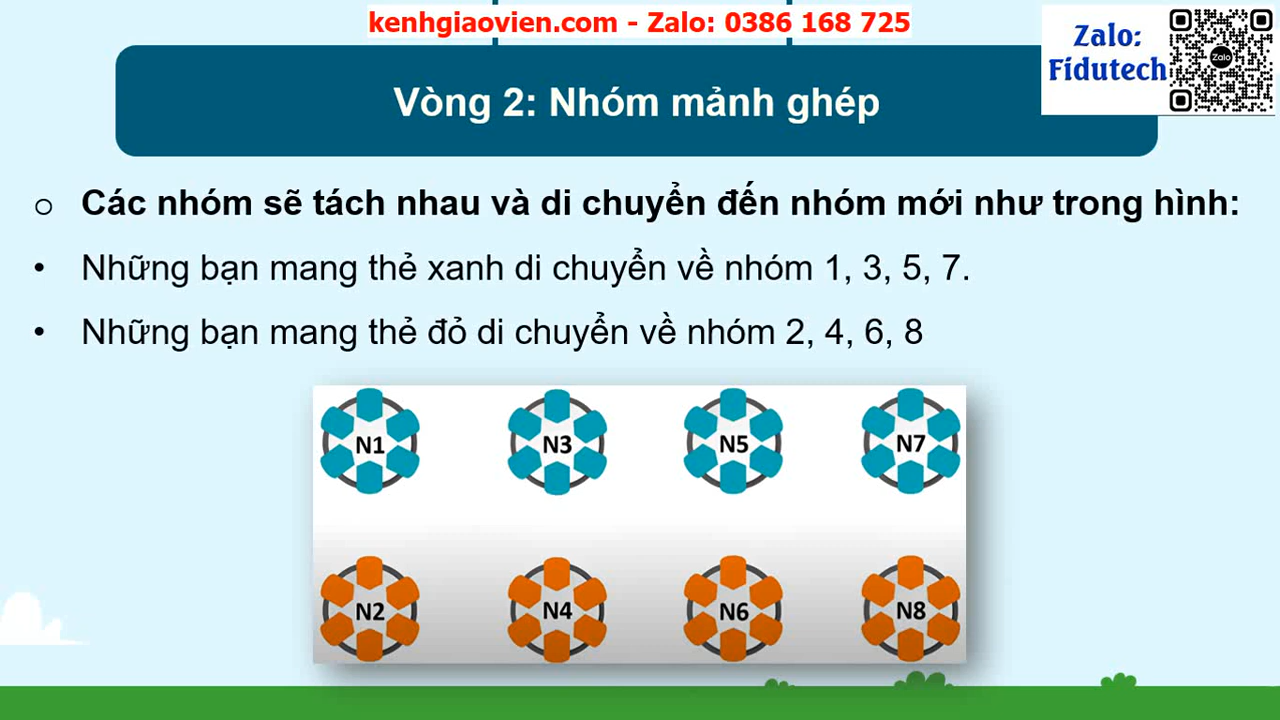 kenhgiaovien.com - Zalo: 0386 168 725
Zalo:
Fidutech
Zalo
Vòng 2: Nhóm mảnh ghép
Các nhóm sẽ tách nhau và di chuyển đến nhóm mới như trong hình:
• Những bạn mang thẻ xanh di chuyển về nhóm 1, 3, 5, 7.
• Những bạn mang thẻ đỏ di chuyển về nhóm 2, 4, 6, 8
N1 N3 N5 N7
N2 N4 N6 N8